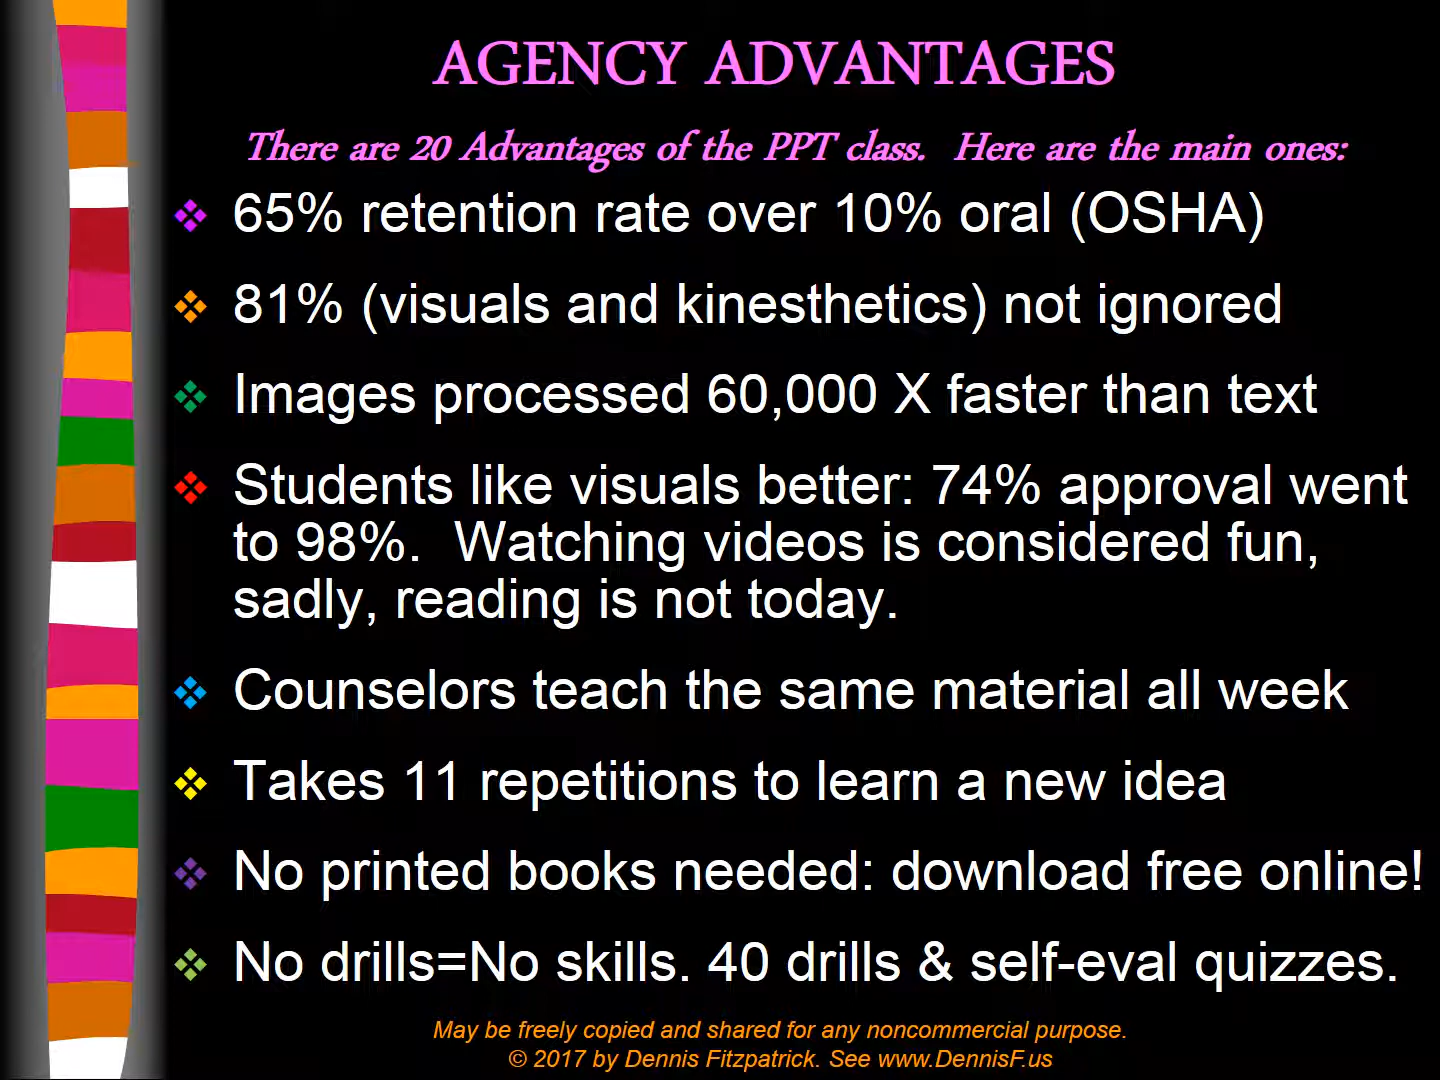 AGENCY ADVANTAGES
There are 20 Advantages of the PPT class. Here are the main ones:
65% retention rate over 10% oral (OSHA)
81% (visuals and kinesthetics) not ignored
Images processed 60,000 X faster than text
Students like visuals better: 74% approval went
to 98%. Watching videos is considered fun,
sadly, reading is not today.
Counselors teach the same material all week
Takes 11 repetitions to learn a new idea
No printed books needed: download free online!
No drills=No skills. 40 drills & self-eval quizzes.
May be freely copied and shared for any noncommercial purpose.
© 2017 by Dennis Fitzpatrick. See www.DennisF.us